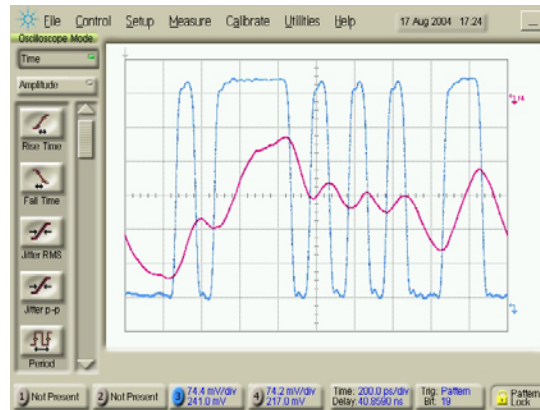 File Control Setup Measure Calibrate Utilities Help 17 Aug 2004 17:24
Oscilloscope Mode
Time
Amplitude
Rise Time
Fall Time
Jitter RMS
Jitter p-p
Period
1) Not Present 2) Not Present 3 74.4 mV/div 241.0 mV 4) 74.2 mV/div 217.0 mV Time: 200.0 ps/div Delay: 40.8590 ns Trig: Pattern Bit: 19 Pattern Lock